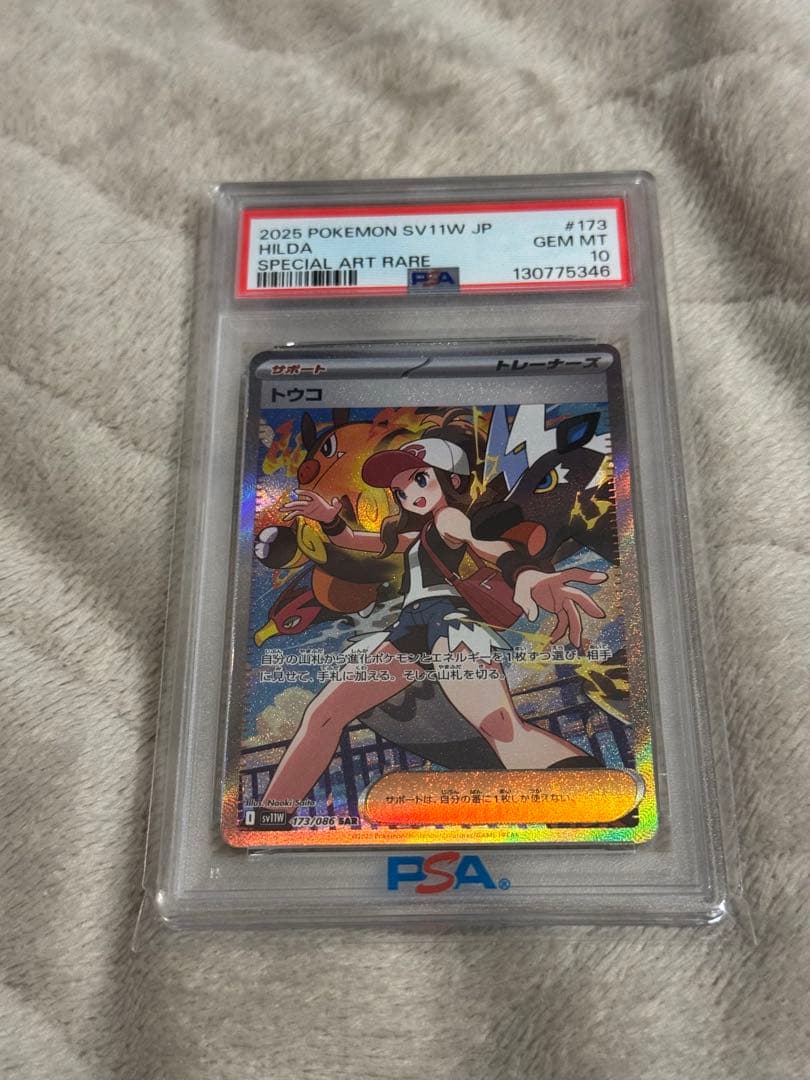 2025 POKEMON SV11W JP #173
HILDA GEM MT
SPECIAL ART RARE 10
130775346
PSA
サポート トレーナーズ
トウコ
自分の山札から進化ポケモンとエネルギーを1枚ずつ選び、相手
に見せて、手札に加える。そして山札を切る。
サポートは、自分の番に1枚しか使えない。
Illus. Naoki Saito
sv11W 173/086 SAR
PSA®